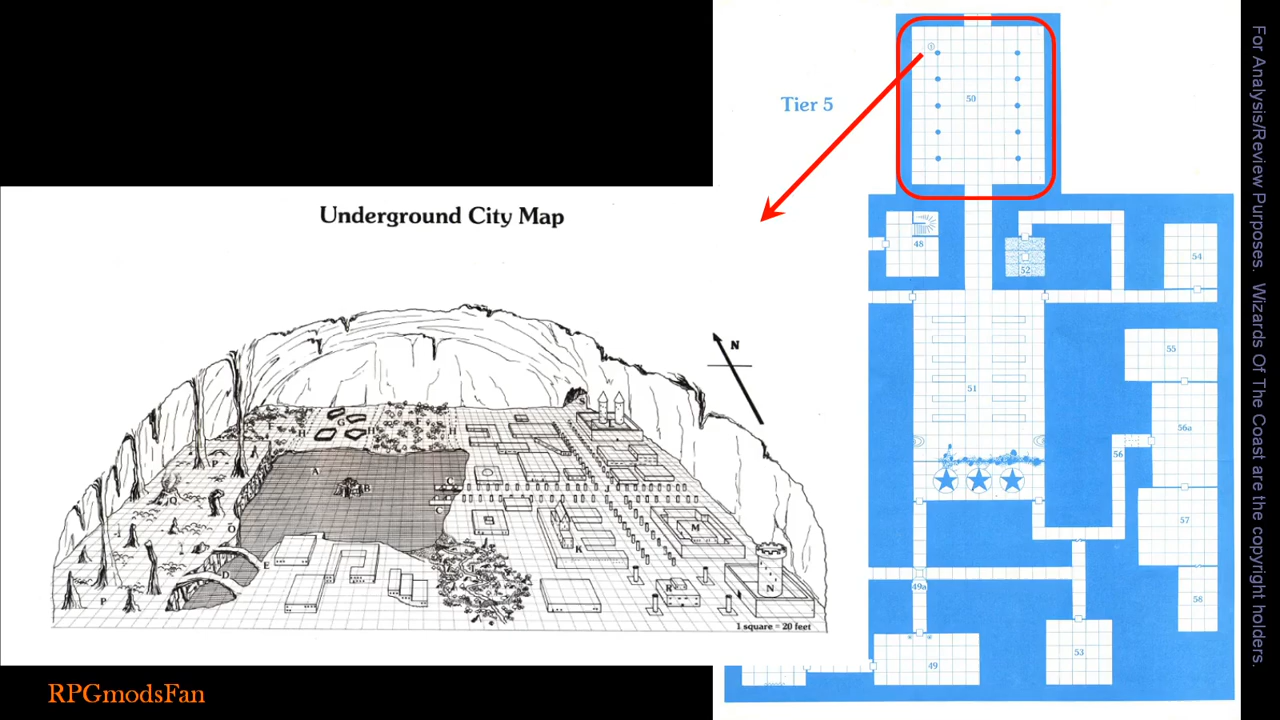 Tier 5
1
50
Underground City Map
N
48
52
54
55
51
56a
56
57
58
49a
49
53
A
B
C
C
D
E
G
H
H
S
P
Q
O
I
P
K
M
N
R
1 square = 20 feet
RPGmodsFan
For Analysis/Review Purposes. Wizards Of The Coast are the copyright holders.